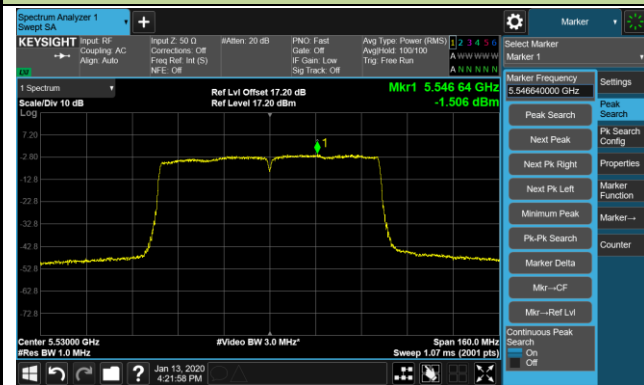 Spectrum Analyzer 1
Swept SA
Marker
KEYSIGHT
Input: RF
Coupling: AC
Align: Auto
Input Z: 50 Ω
Corrections: Off
Freq Ref: Int (S)
NFE: Off
#Atten: 20 dB
PNO: Fast
Gate: Off
IF Gain: Low
Sig Track: Off
Avg Type: Power (RMS)
Avg|Hold: 100/100
Trig: Free Run
1 2 3 4 5 6
A W W W W W
A N N N N N
Select Marker
Marker 1
1 Spectrum
Scale/Div 10 dB
Log
Ref Lvl Offset 17.20 dB
Ref Level 17.20 dBm
Mkr1 5.546 64 GHz
-1.506 dBm
1
7.20
-2.80
-12.8
-22.8
-32.8
-42.8
-52.8
-62.8
-72.8
Center 5.53000 GHz
#Res BW 1.0 MHz
#Video BW 3.0 MHz*
Span 160.0 MHz
Sweep 1.07 ms (2001 pts)
Marker Frequency
5.546640000 GHz
Peak Search
Next Peak
Next Pk Right
Next Pk Left
Minimum Peak
Pk-Pk Search
Marker Delta
Mkr→CF
Mkr→Ref Lvl
Continuous Peak
Search
On
Off
Settings
Peak
Search
Pk Search
Config
Properties
Marker
Function
Marker→
Counter
Jan 13, 2020
4:21:58 PM